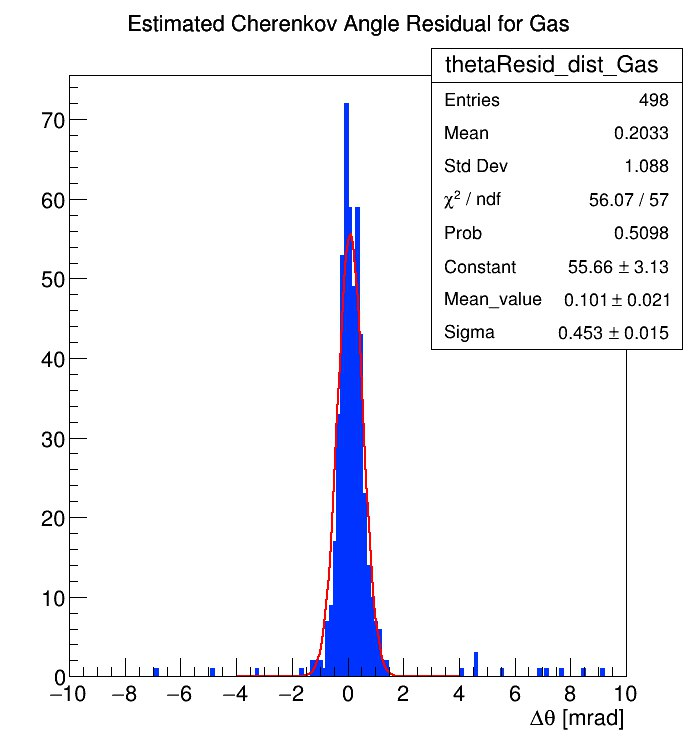 Estimated Cherenkov Angle Residual for Gas
thetaResid_dist_Gas
Entries 498
Mean 0.2033
Std Dev 1.088
χ² / ndf 56.07 / 57
Prob 0.5098
Constant 55.66 ± 3.13
Mean_value 0.101 ± 0.021
Sigma 0.453 ± 0.015
70
60
50
40
30
20
10
0
−10 −8 −6 −4 −2 0 2 4 6 8 10
Δθ [mrad]